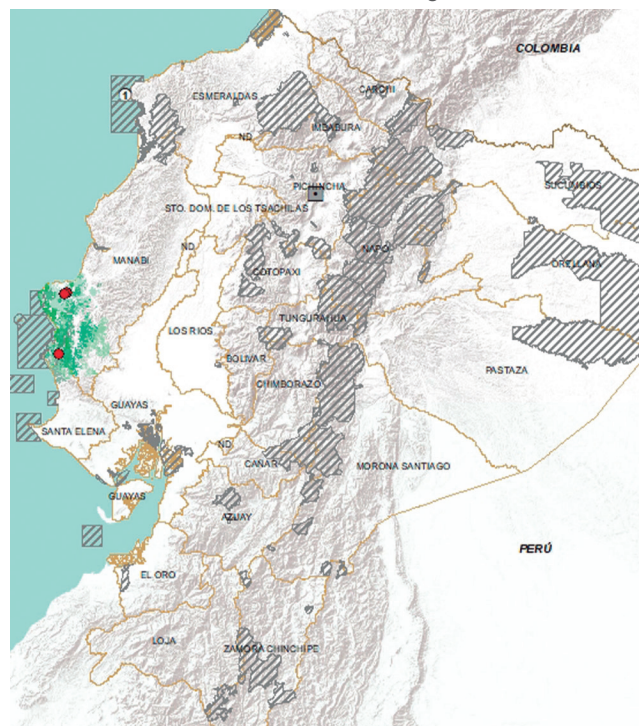 COLOMBIA
1
ESMERALDAS
CARCHI
IMBABURA
ND
PICHINCHA
SUCUMBIOS
STO. DOM. DE LOS TSACHILAS
ND
NAPO
MANABI
COTOPAXI
ORELLANA
TUNGURAHUA
LOS RIOS
BOLIVAR
PASTAZA
CHIMBORAZO
GUAYAS
SANTA ELENA
ND
CAÑAR
MORONA SANTIAGO
GUAYAS
AZUAY
PERÚ
EL ORO
LOJA
ZAMORA CHINCHIPE